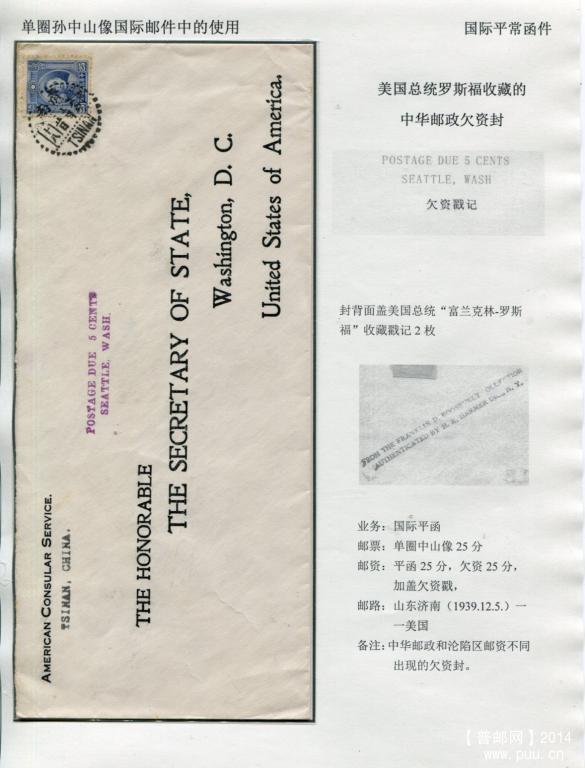 单圈孙中山像国际邮件中的使用
国际平常函件
TSINAN
AMERICAN CONSULAR SERVICE.
TSINAN, CHINA.
POSTAGE DUE 5 CENTS
SEATTLE, WASH.
THE HONORABLE
THE SECRETARY OF STATE,
Washington, D. C.
United States of America.
美国总统罗斯福收藏的
中华邮政欠资封
POSTAGE DUE 5 CENTS
SEATTLE, WASH
欠资戳记
封背面盖美国总统“富兰克林-罗斯
福”收藏戳记2枚
FROM THE FRANKLIN D. ROOSEVELT COLLECTION
AUTHENTICATED BY H. R. HARMER INC., N. Y.
业务：国际平函
邮票：单圈中山像25分
邮资：平函25分，欠资25分，
加盖欠资戳，
邮路：山东济南（1939.12.5.）一
一美国
备注：中华邮政和沦陷区邮资不同
出现的欠资封。
【普邮网】2014
www.puu.cn